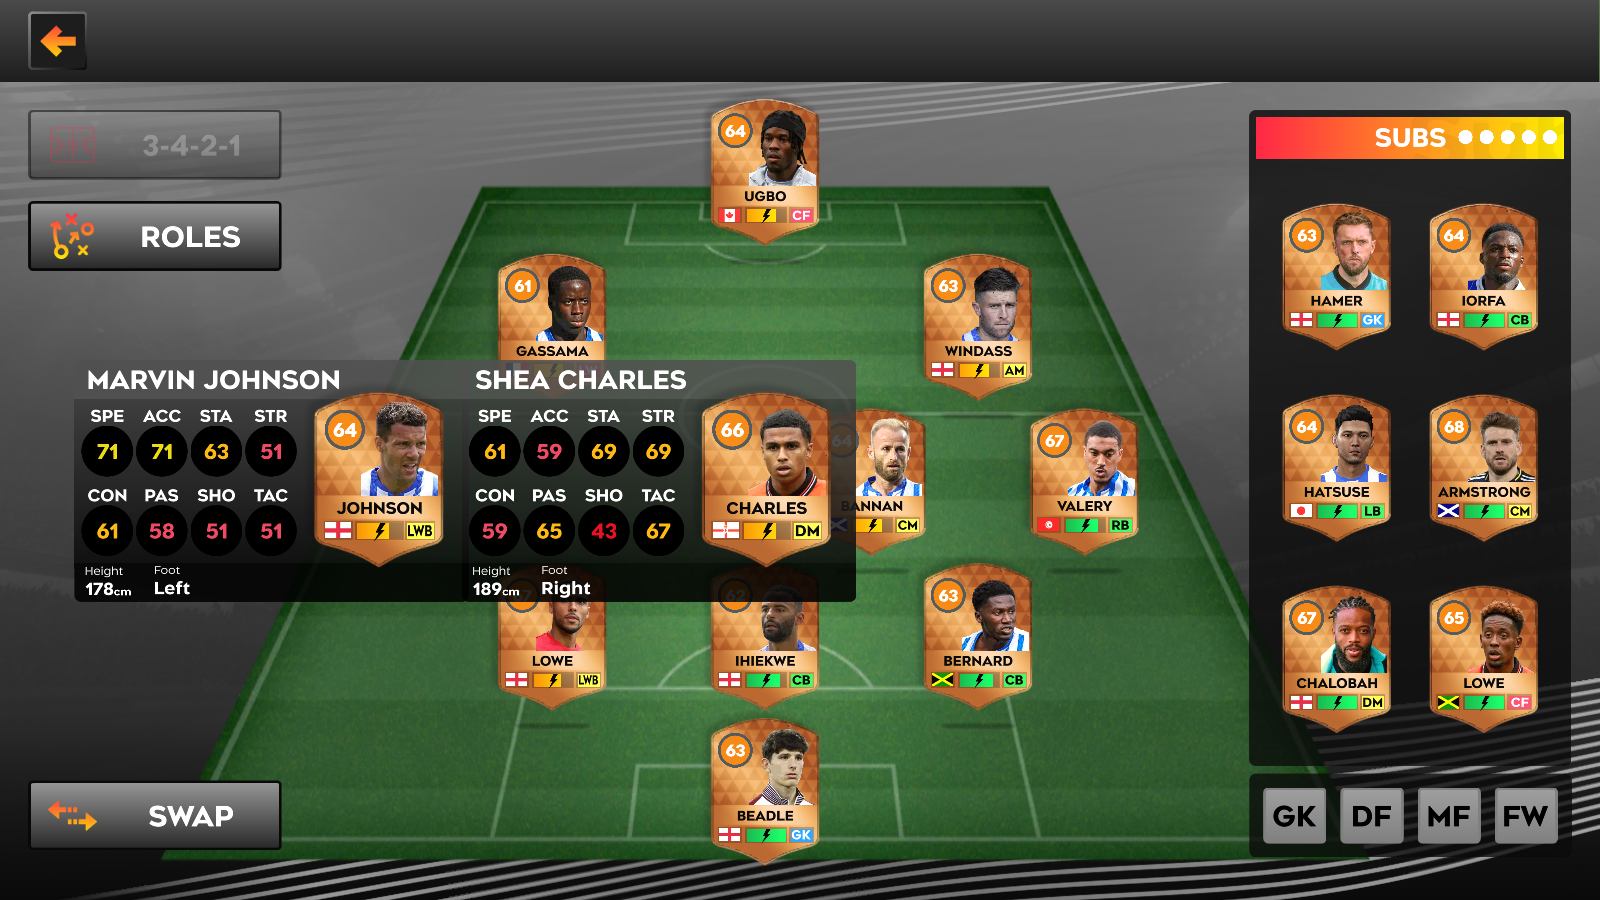 3-4-2-1
ROLES
SWAP
64
UGBO
CF
61
GASSAMA
63
WINDASS
AM
MARVIN JOHNSON
SPE ACC STA STR
71 71 63 51
CON PAS SHO TAC
61 58 51 51
Height Foot
178cm Left
64
JOHNSON
LWB
SHEA CHARLES
SPE ACC STA STR
61 59 69 69
CON PAS SHO TAC
59 65 43 67
Height Foot
189cm Right
66
CHARLES
DM
64
BANNAN
CM
67
VALERY
RB
LOWE
LWB
62
IHIEKWE
CB
63
BERNARD
CB
63
BEADLE
GK
SUBS
63
HAMER
GK
64
IORFA
CB
64
HATSUSE
LB
68
ARMSTRONG
CM
67
CHALOBAH
DM
65
LOWE
CF
GK DF MF FW